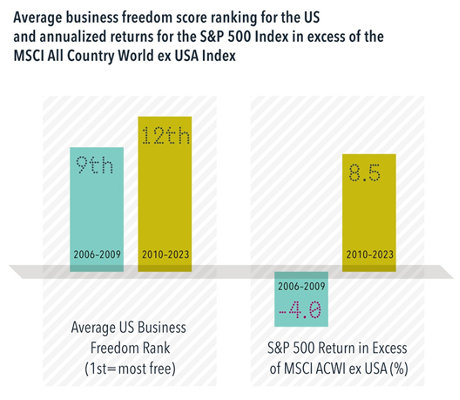 Average business freedom score ranking for the US
and annualized returns for the S&P 500 Index in excess of the
MSCI All Country World ex USA Index
9th
12th
2006–2009
2010–2023
8.5
2010–2023
2006–2009
-4.0
Average US Business
Freedom Rank
(1st=most free)
S&P 500 Return in Excess
of MSCI ACWI ex USA (%)